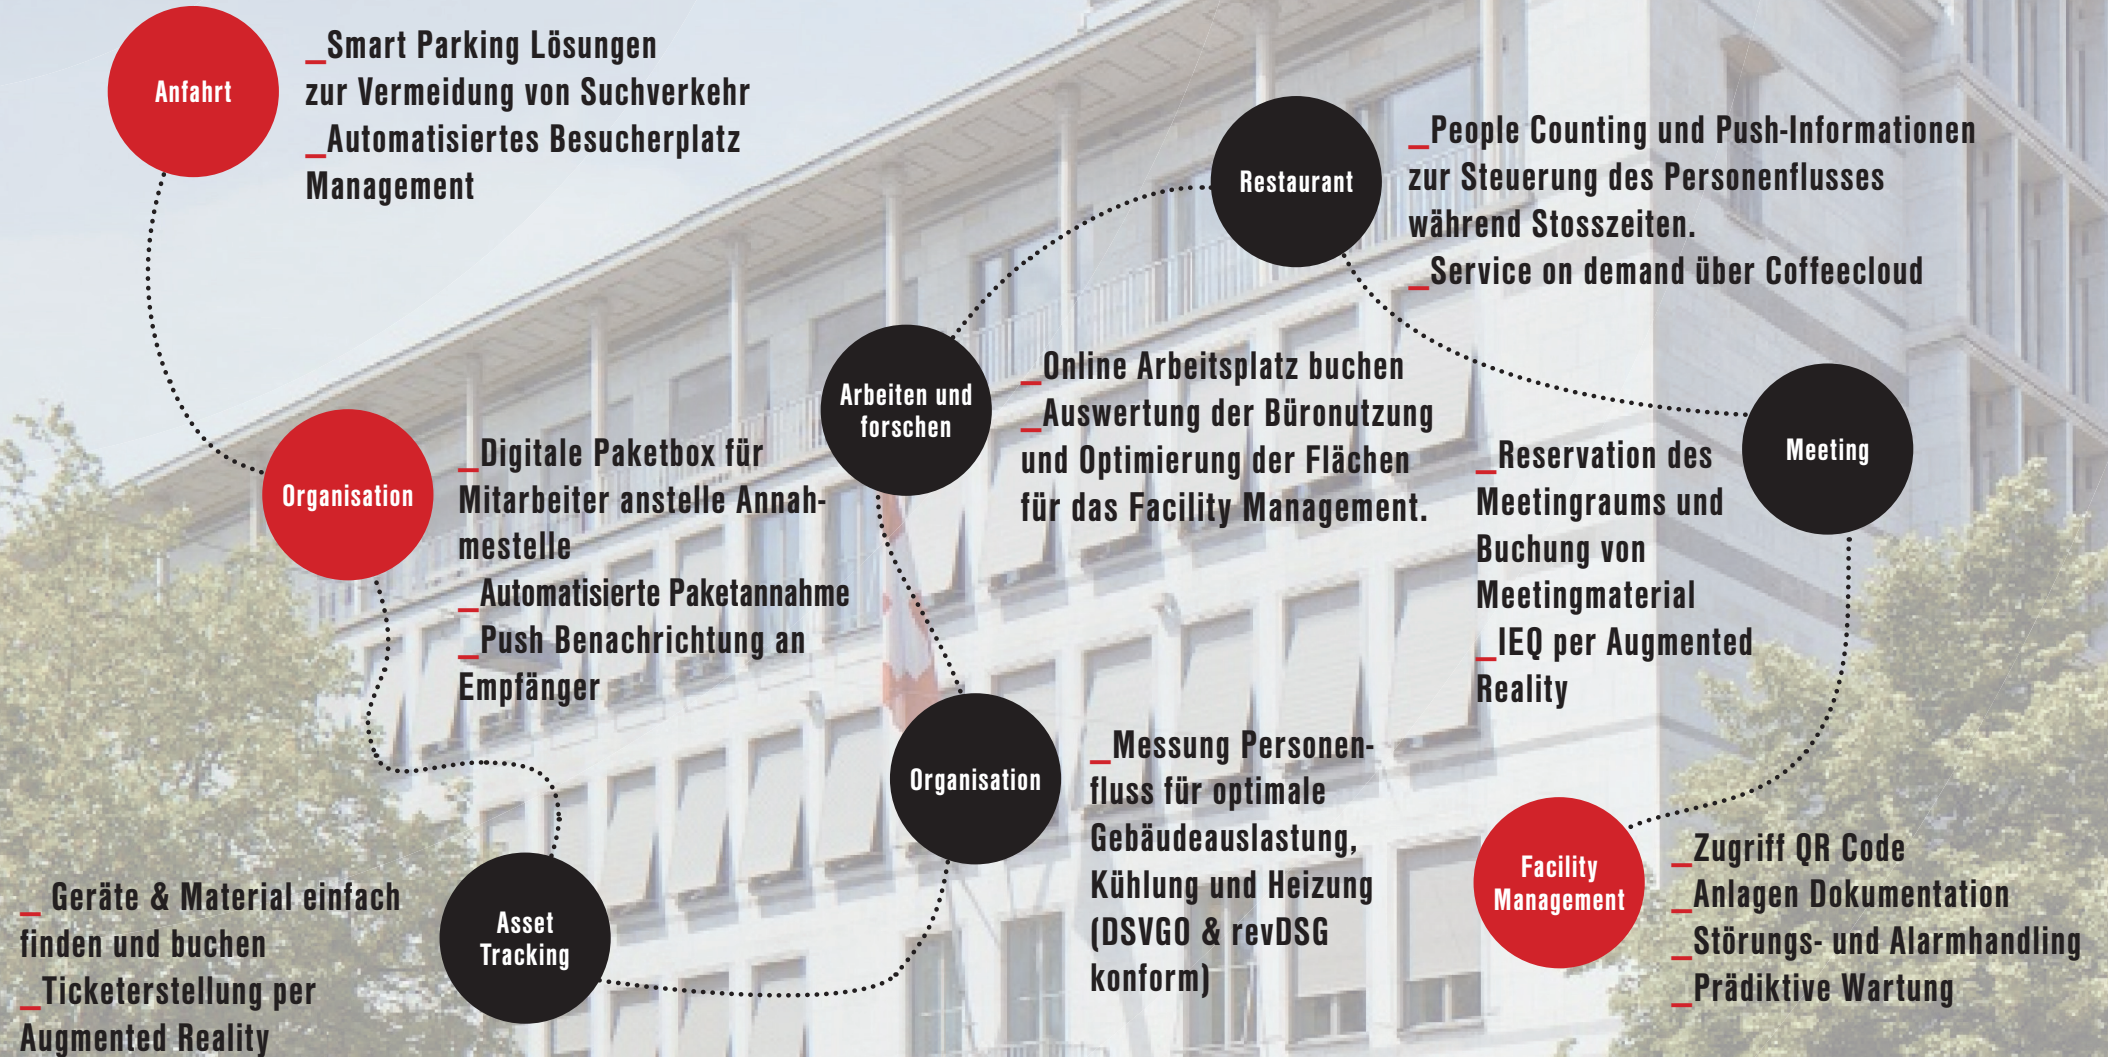 Anfahrt
_Smart Parking Lösungen
zur Vermeidung von Suchverkehr
_Automatisiertes Besucherplatz
Management
Organisation
_Digitale Paketbox für
Mitarbeiter anstelle Annah-
mestelle
_Automatisierte Paketannahme
_Push Benachrichtung an
Empfänger
Asset
Tracking
_ Geräte & Material einfach
finden und buchen
_Ticketerstellung per
Augmented Reality
Organisation
_Messung Personen-
fluss für optimale
Gebäudeauslastung,
Kühlung und Heizung
(DSVGO & revDSG
konform)
Arbeiten und
forschen
_Online Arbeitsplatz buchen
_Auswertung der Büronutzung
und Optimierung der Flächen
für das Facility Management.
Restaurant
_People Counting und Push-Informationen
zur Steuerung des Personenflusses
während Stosszeiten.
_Service on demand über Coffeecloud
Meeting
_Reservation des
Meetingraums und
Buchung von
Meetingmaterial
_IEQ per Augmented
Reality
Facility
Management
_Zugriff QR Code
_Anlagen Dokumentation
_Störungs- und Alarmhandling
_Prädiktive Wartung